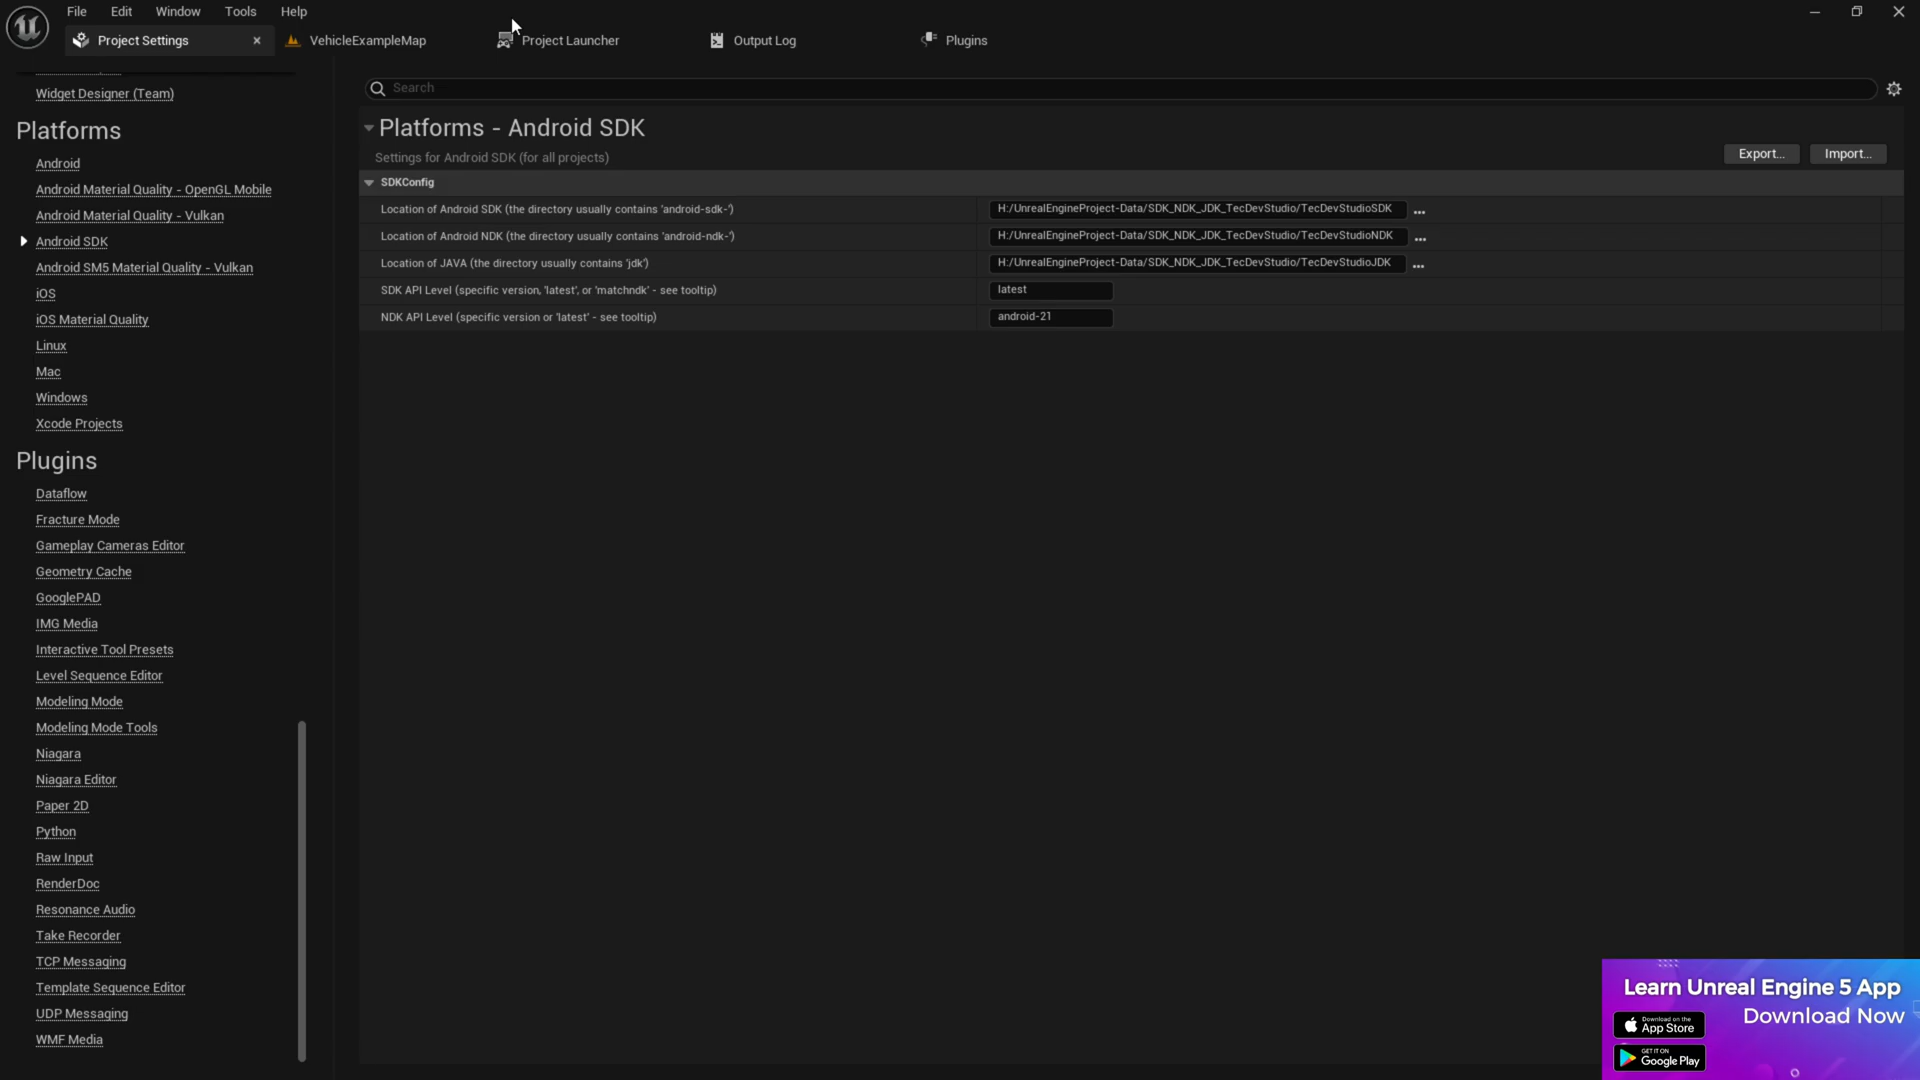 File Edit Window Tools Help
Project Settings
VehicleExampleMap
Project Launcher
Output Log
Plugins
Widget Designer (Team)
Platforms
Android
Android Material Quality - OpenGL Mobile
Android Material Quality - Vulkan
Android SDK
Android SM5 Material Quality - Vulkan
iOS
iOS Material Quality
Linux
Mac
Windows
Xcode Projects
Plugins
Dataflow
Fracture Mode
Gameplay Cameras Editor
Geometry Cache
GooglePAD
IMG Media
Interactive Tool Presets
Level Sequence Editor
Modeling Mode
Modeling Mode Tools
Niagara
Niagara Editor
Paper 2D
Python
Raw Input
RenderDoc
Resonance Audio
Take Recorder
TCP Messaging
Template Sequence Editor
UDP Messaging
WMF Media
Search
Platforms - Android SDK
Settings for Android SDK (for all projects)
Export...
Import...
SDKConfig
Location of Android SDK (the directory usually contains 'android-sdk-') H:/UnrealEngineProject-Data/SDK_NDK_JDK_TecDevStudio/TecDevStudioSDK
Location of Android NDK (the directory usually contains 'android-ndk-') H:/UnrealEngineProject-Data/SDK_NDK_JDK_TecDevStudio/TecDevStudioNDK
Location of JAVA (the directory usually contains 'jdk') H:/UnrealEngineProject-Data/SDK_NDK_JDK_TecDevStudio/TecDevStudioJDK
SDK API Level (specific version, 'latest', or 'matchndk' - see tooltip) latest
NDK API Level (specific version or 'latest' - see tooltip) android-21
Learn Unreal Engine 5 App
Download Now
Download on the
App Store
GET IT ON
Google Play